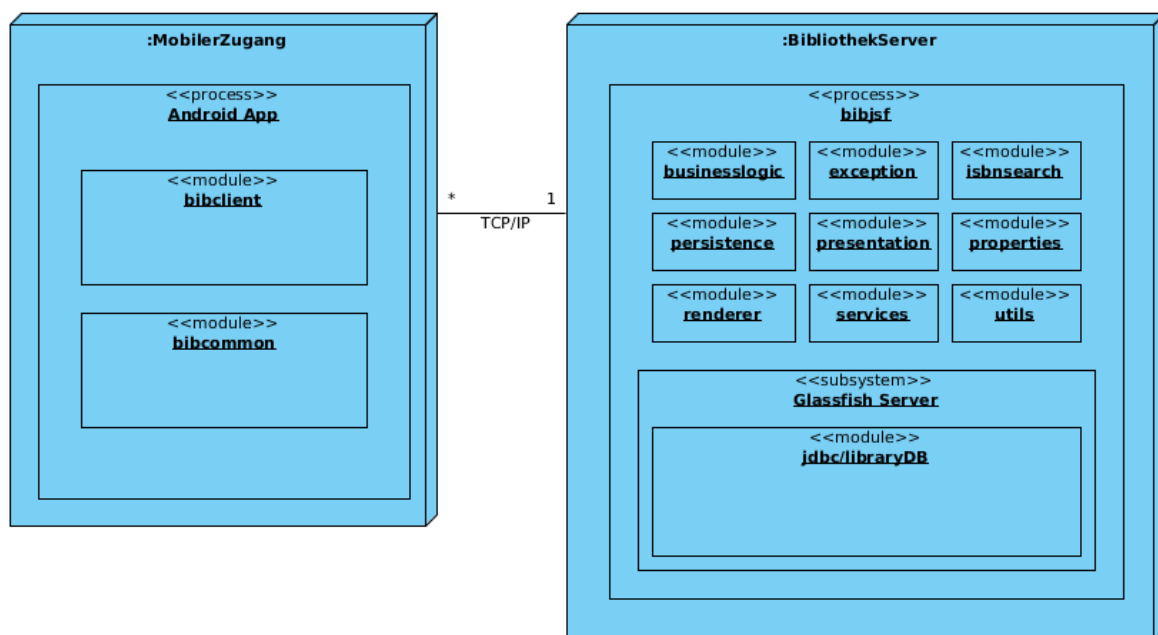 :MobilerZugang
<<process>>
Android App
<<module>>
bibclient
<<module>>
bibcommon
*
1
TCP/IP
:BibliothekServer
<<process>>
bibjsf
<<module>>
businesslogic
<<module>>
exception
<<module>>
isbnsearch
<<module>>
persistence
<<module>>
presentation
<<module>>
properties
<<module>>
renderer
<<module>>
services
<<module>>
utils
<<subsystem>>
Glassfish Server
<<module>>
jdbc/libraryDB